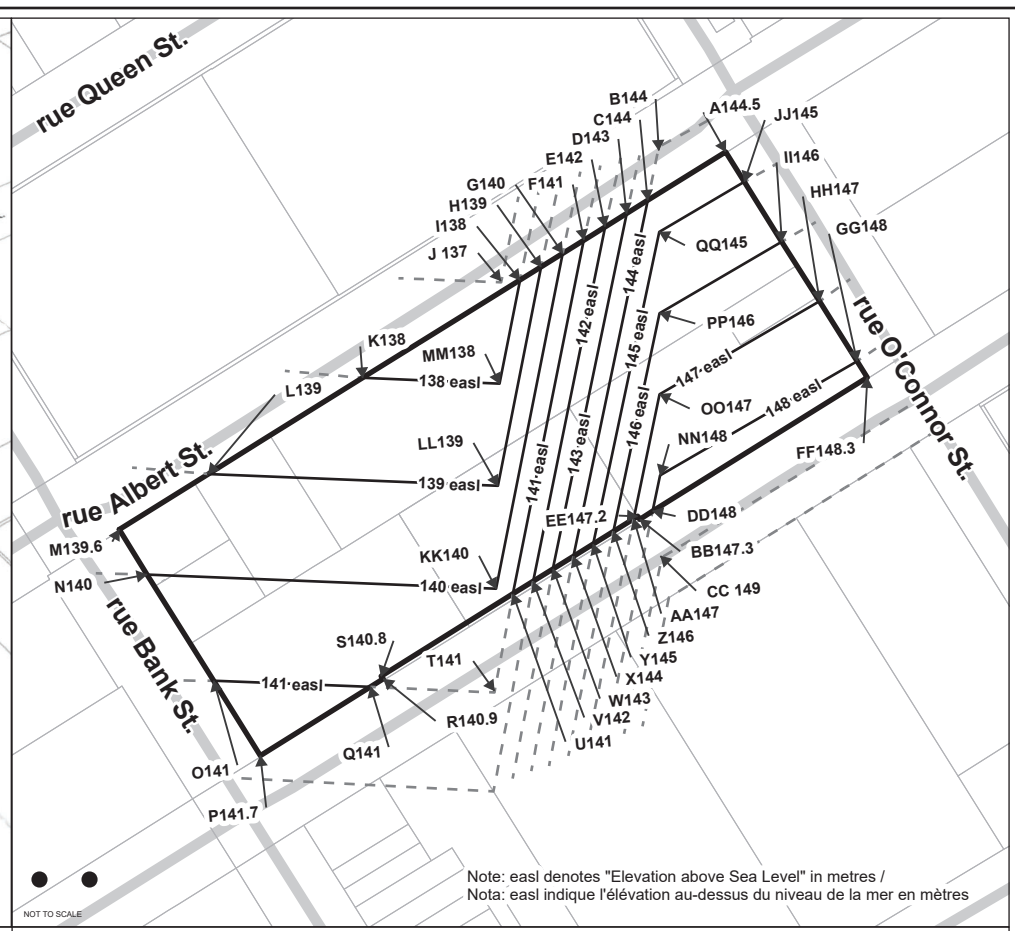 rue Queen St.
B144
A144.5
C144
JJ145
D143
E142
II146
G140
F141
H139
HH147
I138
GG148
J 137
QQ145
144 easl
142 easl
rue O'Connor St.
K138
PP146
MM138
145 easl
138 easl
147 easl
L139
OO147
148 easl
146 easl
LL139
NN148
143 easl
FF148.3
141 easl
139 easl
rue Albert St.
EE147.2
DD148
M139.6
BB147.3
KK140
N140
140 easl
CC 149
AA147
rue Bank St.
S140.8
Z146
T141
Y145
X144
141 easl
W143
R140.9
V142
Q141
U141
O141
P141.7
Note: easl denotes "Elevation above Sea Level" in metres /
Nota: easl indique l'élévation au-dessus du niveau de la mer en mètres
NOT TO SCALE